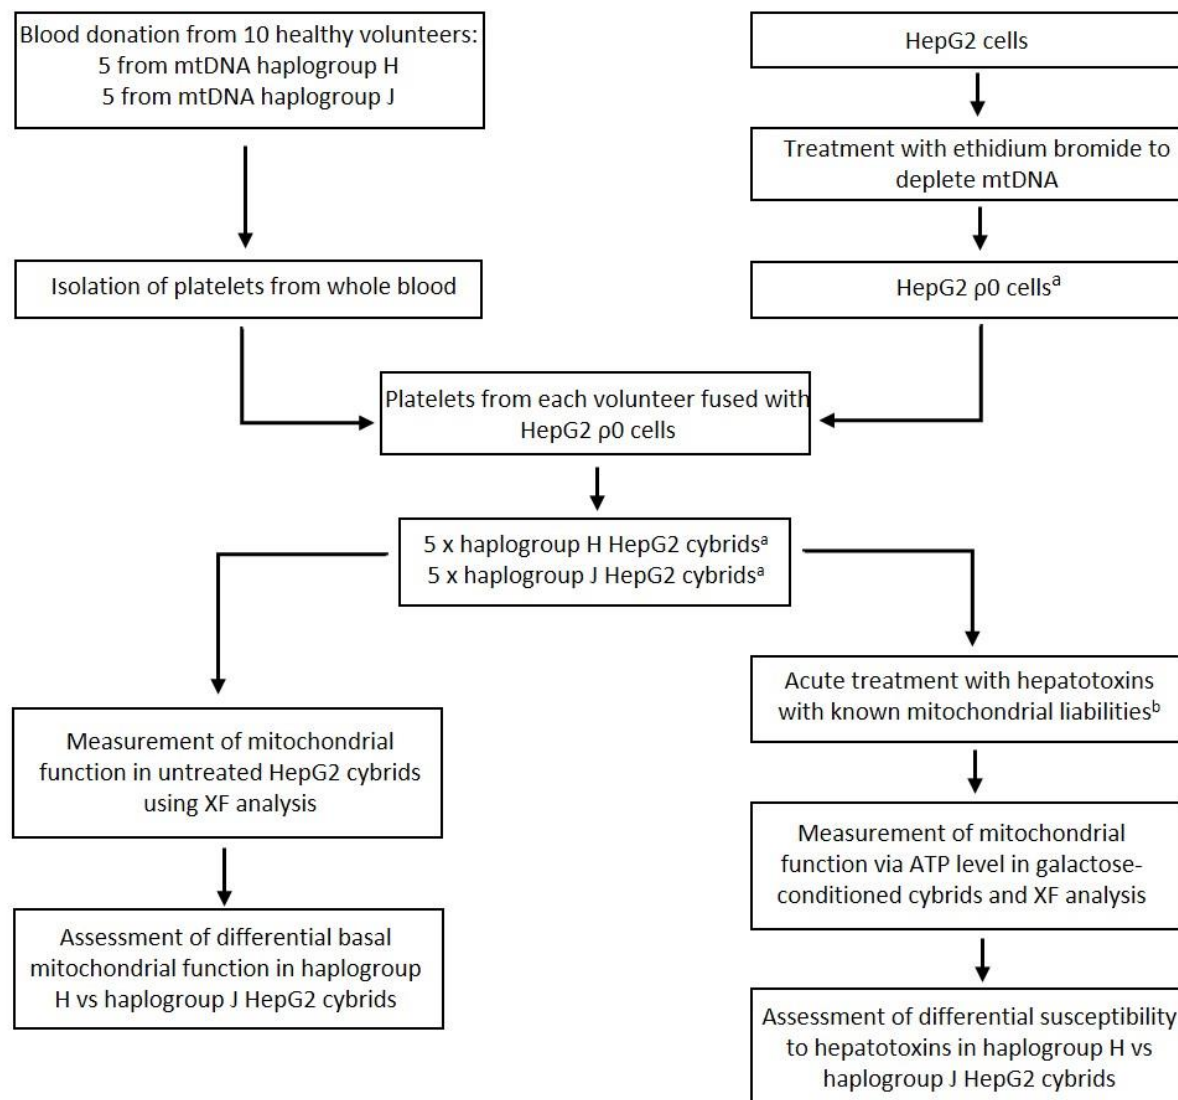 Blood donation from 10 healthy volunteers:
5 from mtDNA haplogroup H
5 from mtDNA haplogroup J
HepG2 cells
Treatment with ethidium bromide to
deplete mtDNA
Isolation of platelets from whole blood
HepG2 ρ0 cellsᵃ
Platelets from each volunteer fused with
HepG2 ρ0 cells
5 x haplogroup H HepG2 cybridsᵃ
5 x haplogroup J HepG2 cybridsᵃ
Measurement of mitochondrial
function in untreated HepG2 cybrids
using XF analysis
Assessment of differential basal
mitochondrial function in haplogroup
H vs haplogroup J HepG2 cybrids
Acute treatment with hepatotoxins
with known mitochondrial liabilitiesᵇ
Measurement of mitochondrial
function via ATP level in galactose-
conditioned cybrids and XF analysis
Assessment of differential susceptibility
to hepatotoxins in haplogroup H vs
haplogroup J HepG2 cybrids